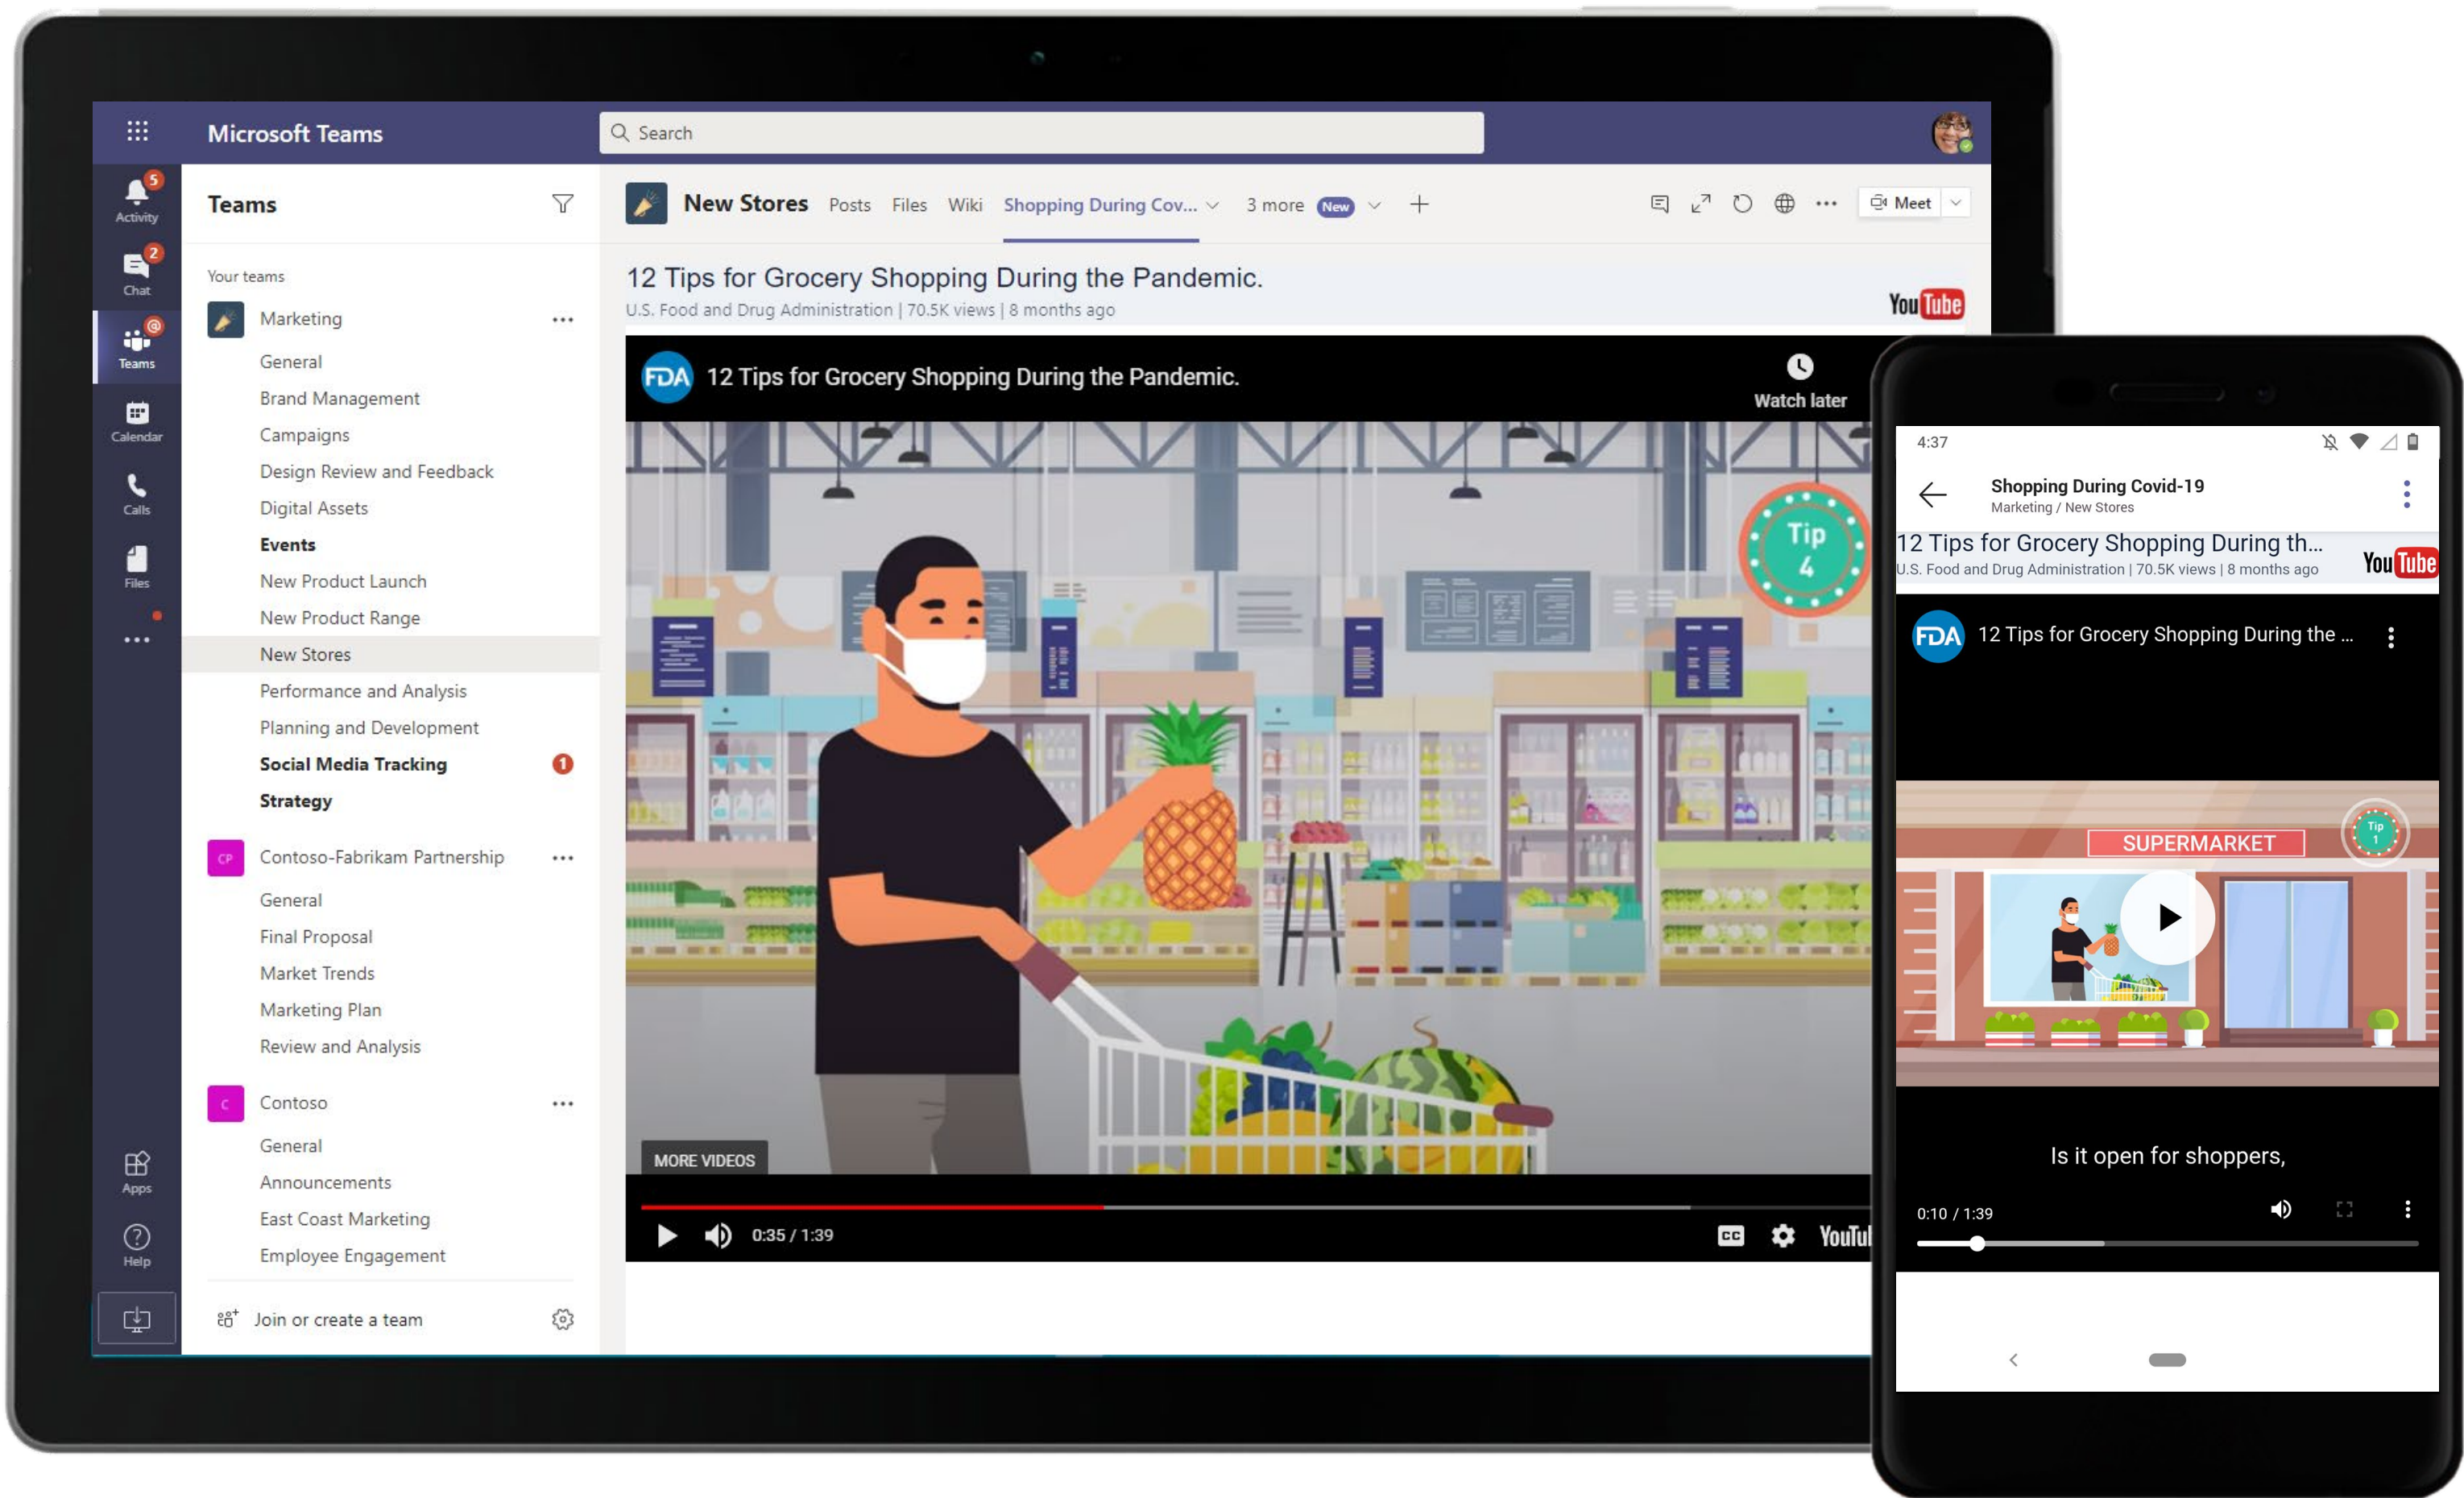 Microsoft Teams
Search
5
Activity
2
Chat
@
Teams
Calendar
Calls
Files
Apps
Help
Teams
Your teams
Marketing
General
Brand Management
Campaigns
Design Review and Feedback
Digital Assets
Events
New Product Launch
New Product Range
New Stores
Performance and Analysis
Planning and Development
Social Media Tracking 1
Strategy
CP Contoso-Fabrikam Partnership
General
Final Proposal
Market Trends
Marketing Plan
Review and Analysis
C Contoso
General
Announcements
East Coast Marketing
Employee Engagement
Join or create a team
New Stores Posts Files Wiki Shopping During Cov... 3 more New Meet
12 Tips for Grocery Shopping During the Pandemic.
U.S. Food and Drug Administration | 70.5K views | 8 months ago
YouTube
FDA 12 Tips for Grocery Shopping During the Pandemic.
Watch later
Tip
4
MORE VIDEOS
0:35 / 1:39
CC YouTu
4:37
Shopping During Covid-19
Marketing / New Stores
12 Tips for Grocery Shopping During th...
U.S. Food and Drug Administration | 70.5K views | 8 months ago
YouTube
FDA 12 Tips for Grocery Shopping During the ...
Tip
1
SUPERMARKET
Is it open for shoppers,
0:10 / 1:39